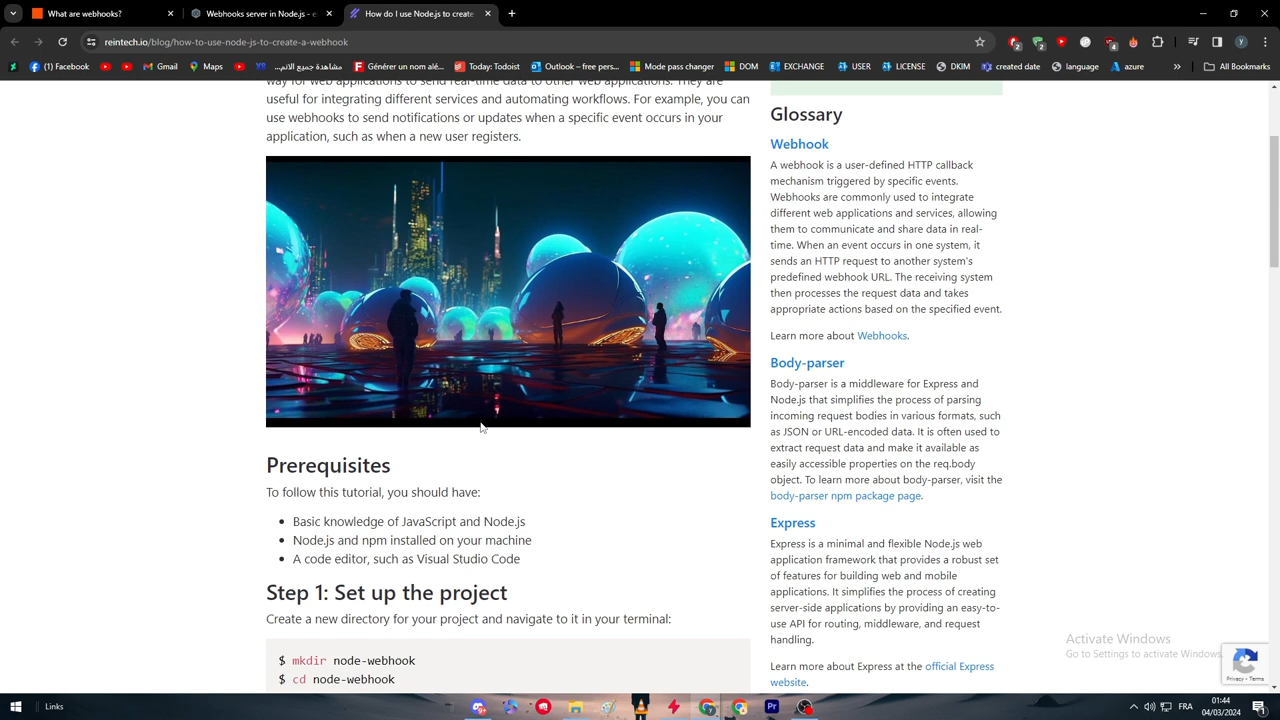 What are webhooks?
Webhooks server in Node.js - e
How do I use Node.js to create
reintech.io/blog/how-to-use-node-js-to-create-a-webhook
(1) Facebook
Gmail
Maps
مشاهدة جميع الانم...
Générer un nom alé...
Today: Todoist
Outlook – free pers...
Mode pass changer
DOM
EXCHANGE
USER
LICENSE
DKIM
created date
language
azure
All Bookmarks
way for web applications to send real-time data to other web applications. They are
useful for integrating different services and automating workflows. For example, you can
use webhooks to send notifications or updates when a specific event occurs in your
application, such as when a new user registers.
Prerequisites
To follow this tutorial, you should have:
Basic knowledge of JavaScript and Node.js
Node.js and npm installed on your machine
A code editor, such as Visual Studio Code
Step 1: Set up the project
Create a new directory for your project and navigate to it in your terminal:
$ mkdir node-webhook
$ cd node-webhook
Glossary
Webhook
A webhook is a user-defined HTTP callback
mechanism triggered by specific events.
Webhooks are commonly used to integrate
different web applications and services, allowing
them to communicate and share data in real-
time. When an event occurs in one system, it
sends an HTTP request to another system's
predefined webhook URL. The receiving system
then processes the request data and takes
appropriate actions based on the specified event.
Learn more about Webhooks.
Body-parser
Body-parser is a middleware for Express and
Node.js that simplifies the process of parsing
incoming request bodies in various formats, such
as JSON or URL-encoded data. It is often used to
extract request data and make it available as
easily accessible properties on the req.body
object. To learn more about body-parser, visit the
body-parser npm package page.
Express
Express is a minimal and flexible Node.js web
application framework that provides a robust set
of features for building web and mobile
applications. It simplifies the process of creating
server-side applications by providing an easy-to-
use API for routing, middleware, and request
handling.
Learn more about Express at the official Express
website.
Activate Windows
Go to Settings to activate Windows.
Privacy - Terms
Links
FRA
01:44
04/03/2024